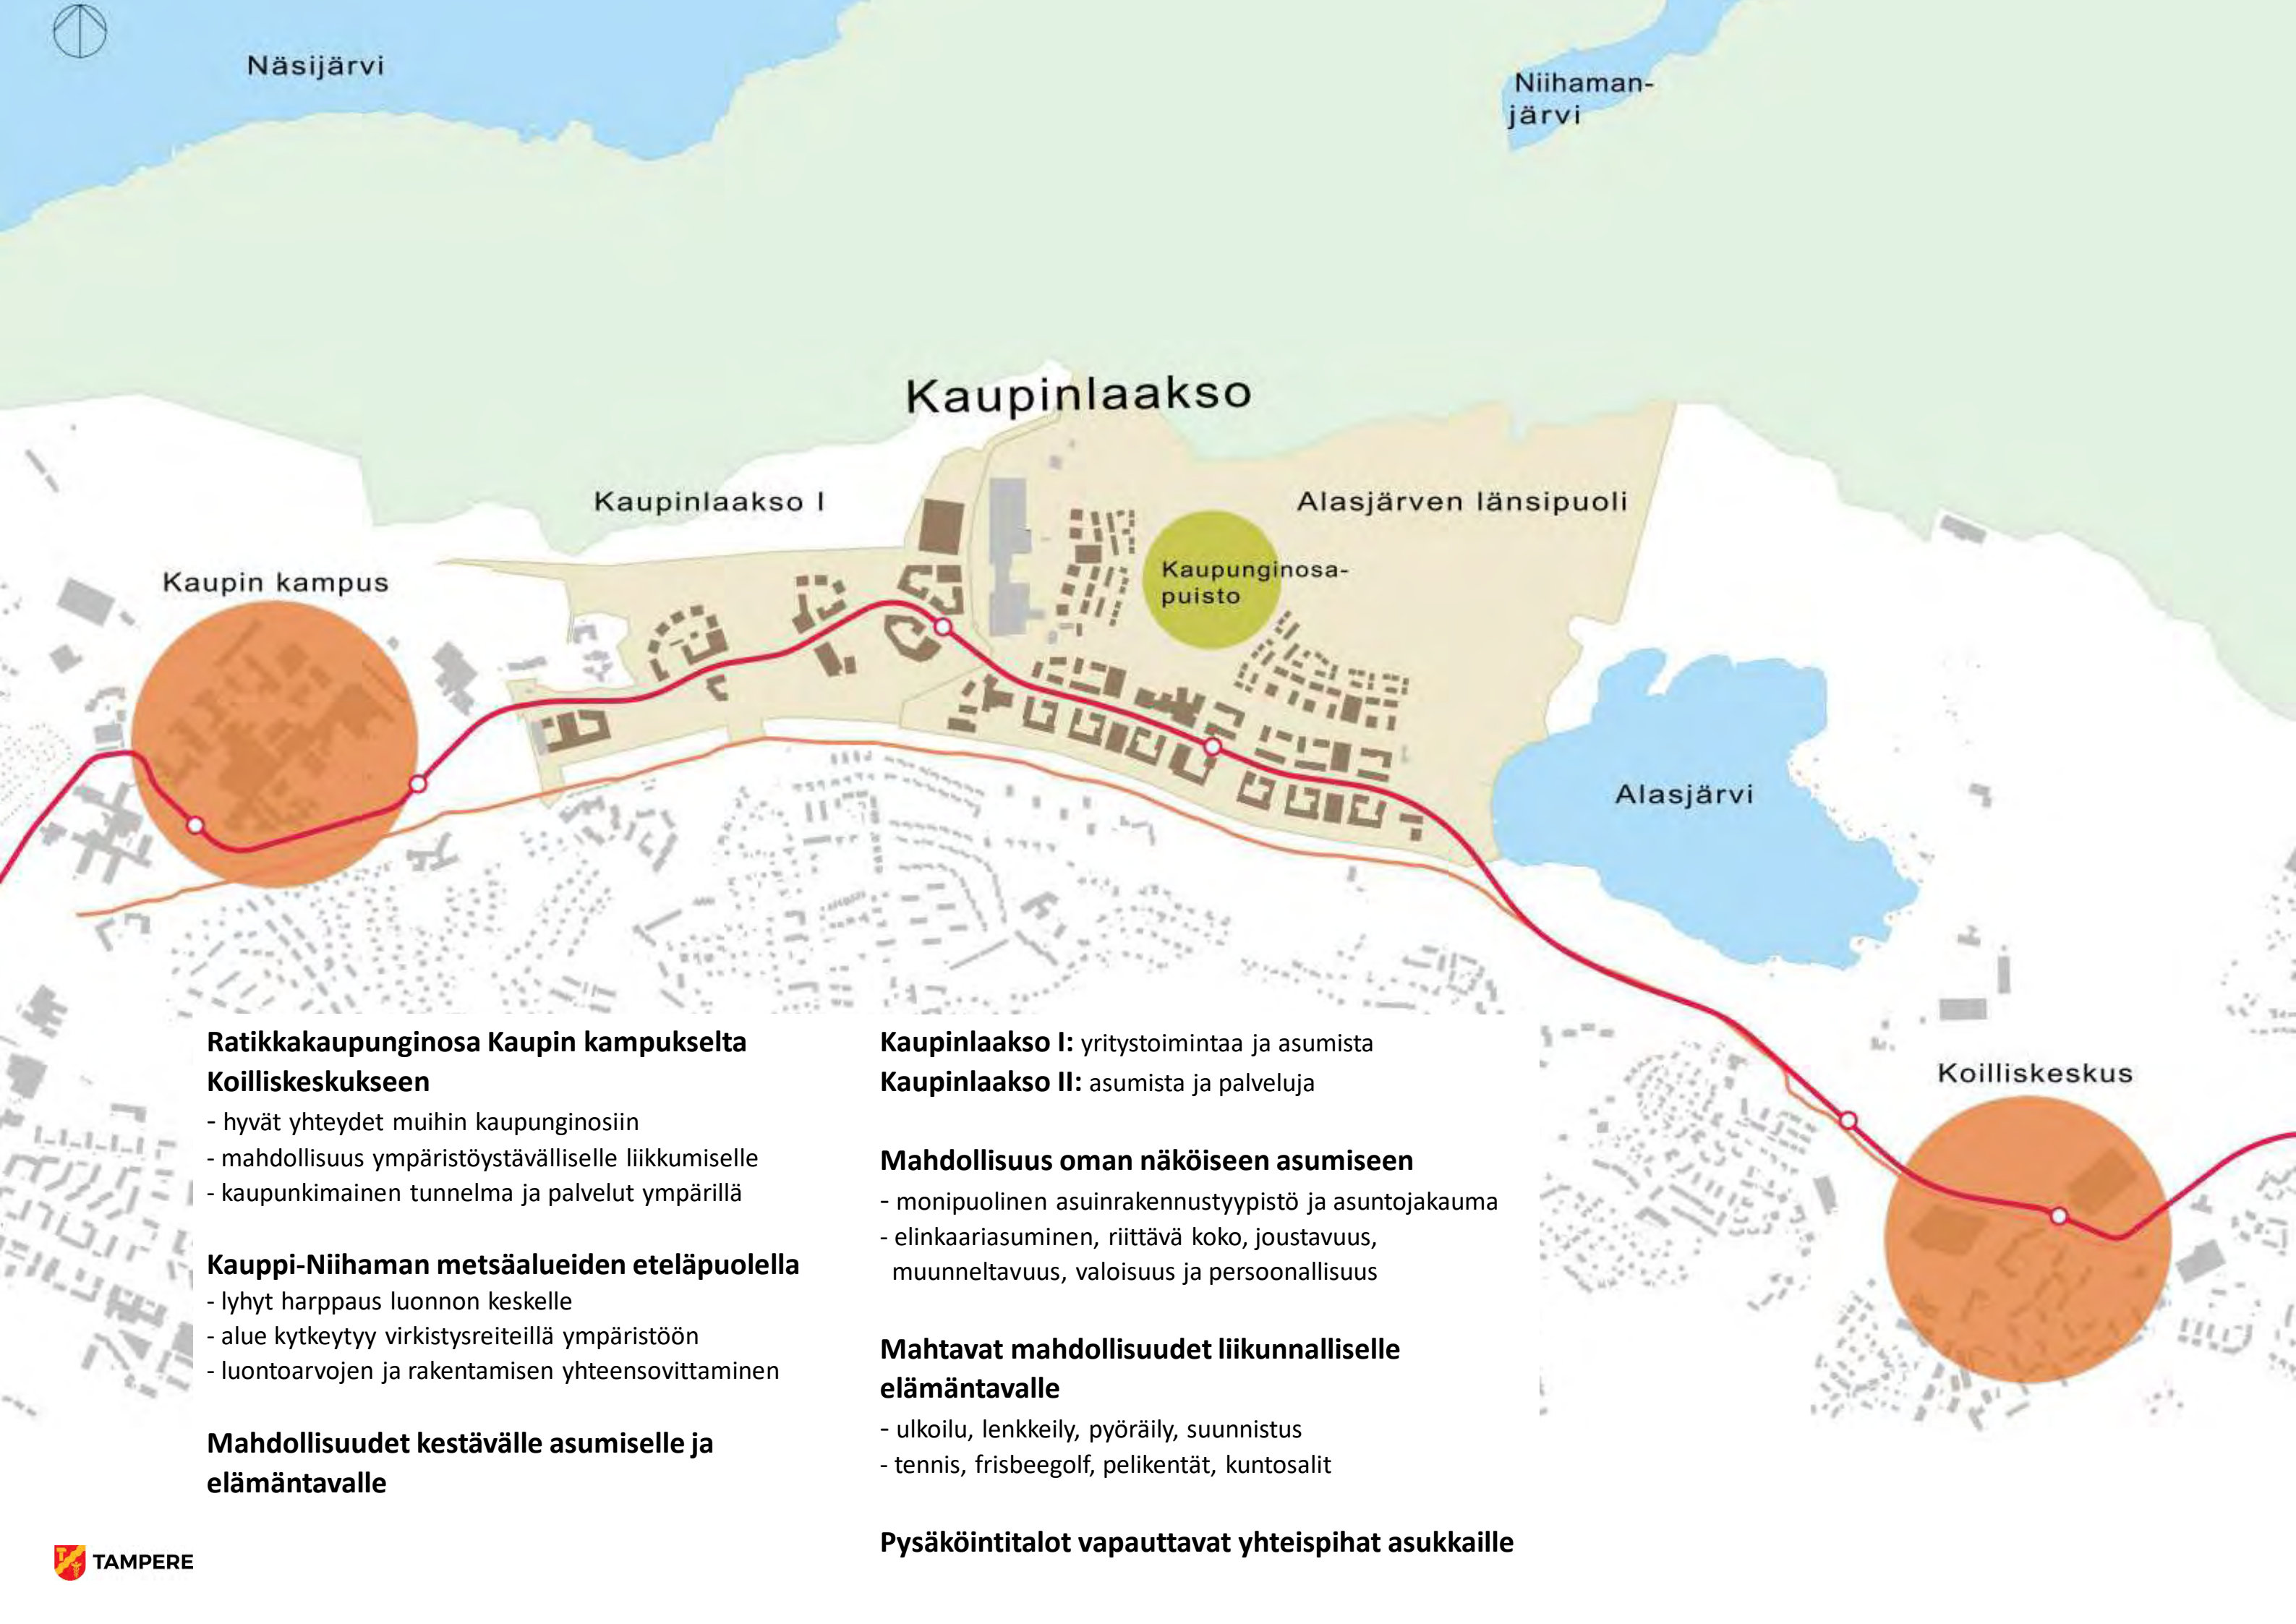 Näsijärvi
Niihaman-
järvi
Kaupinlaakso
Kaupinlaakso I
Alasjärven länsipuoli
Kaupin kampus
Kaupunginosa-
puisto
Alasjärvi
Koilliskeskus
Ratikkakaupunginosa Kaupin kampukselta
Koilliskeskukseen
- hyvät yhteydet muihin kaupunginosiin
- mahdollisuus ympäristöystävälliselle liikkumiselle
- kaupunkimainen tunnelma ja palvelut ympärillä
Kauppi-Niihaman metsäalueiden eteläpuolella
- lyhyt harppaus luonnon keskelle
- alue kytkeytyy virkistysreiteillä ympäristöön
- luontoarvojen ja rakentamisen yhteensovittaminen
Mahdollisuudet kestävälle asumiselle ja
elämäntavalle
Kaupinlaakso I: yritystoimintaa ja asumista
Kaupinlaakso II: asumista ja palveluja
Mahdollisuus oman näköiseen asumiseen
- monipuolinen asuinrakennustyypistö ja asuntojakauma
- elinkaariasuminen, riittävä koko, joustavuus,
muunneltavuus, valoisuus ja persoonallisuus
Mahtavat mahdollisuudet liikunnalliselle
elämäntavalle
- ulkoilu, lenkkeily, pyöräily, suunnistus
- tennis, frisbeegolf, pelikentät, kuntosalit
Pysäköintitalot vapauttavat yhteispihat asukkaille
TAMPERE